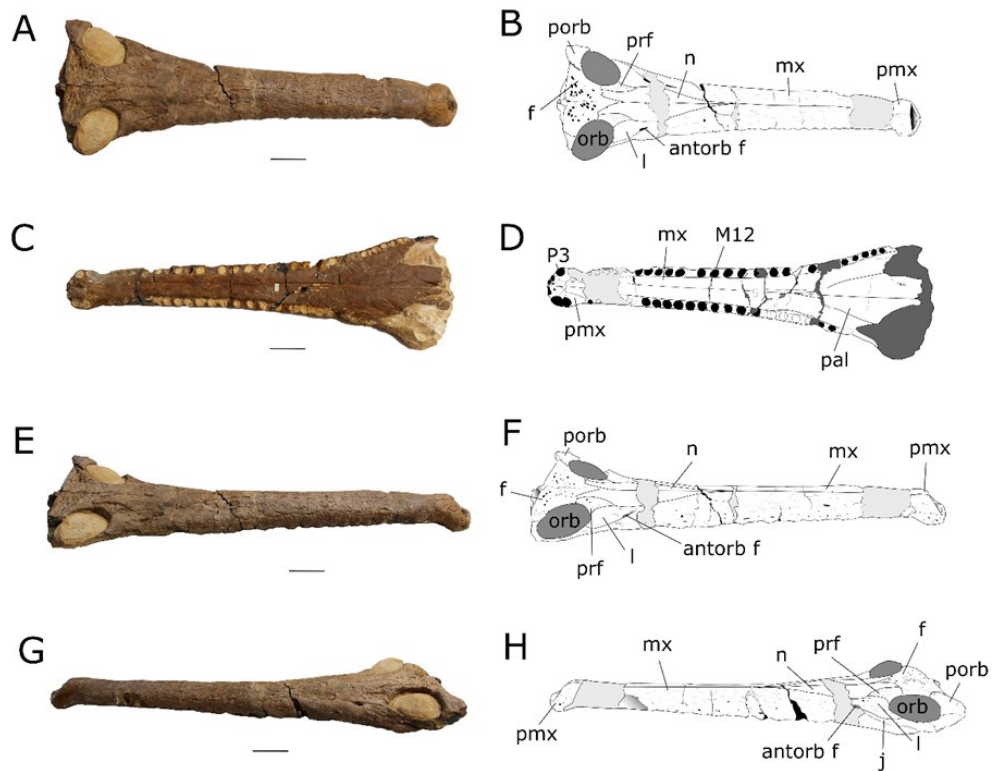 A
B
porb
prf
n
mx
pmx
f
orb
l
antorb f
C
D
P3
mx
M12
pmx
pal
E
F
porb
n
mx
pmx
f
orb
antorb f
prf
l
G
H
mx
n
prf
f
porb
orb
pmx
antorb f
l
j